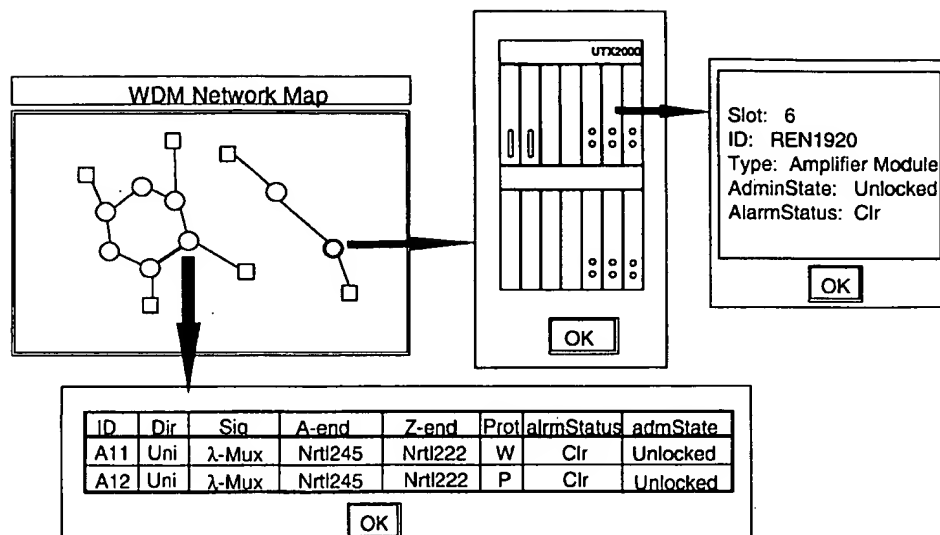 WDM Network Map
UTX2000
OK
Slot: 6
ID: REN1920
Type: Amplifier Module
AdminState: Unlocked
AlarmStatus: Clr
OK
ID Dir Sig A-end Z-end Prot alrmStatus admState
A11 Uni λ-Mux Nrtl245 Nrtl222 W Clr Unlocked
A12 Uni λ-Mux Nrtl245 Nrtl222 P Clr Unlocked
OK